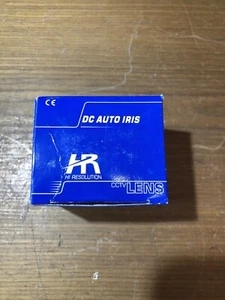 CE
DC AUTO IRIS
HR
HI RESOLUTION
CCTV LENS